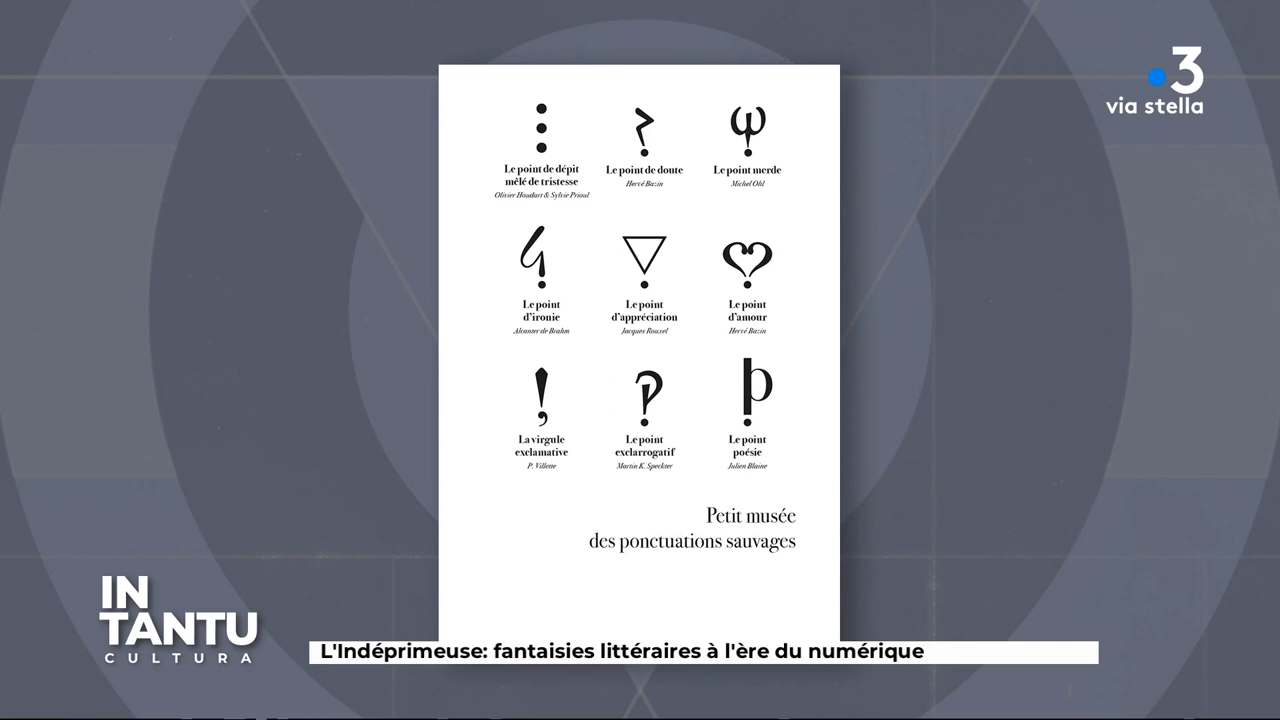 3
via stella
Le point de dépit
mêlé de tristesse
Olivier Houdart & Sylvie Prioul
Le point de doute
Hervé Bazin
Le point merde
Michel Ohl
Le point
d'ironie
Alcanter de Brahm
Le point
d'appréciation
Jacques Rouxel
Le point
d'amour
Hervé Bazin
La virgule
exclamative
P. Villette
Le point
exclarrogatif
Martin K. Speckter
Le point
poésie
Julien Blaine
Petit musée
des ponctuations sauvages
IN
TANTU
CULTURA
L'Indéprimeuse: fantaisies littéraires à l'ère du numérique